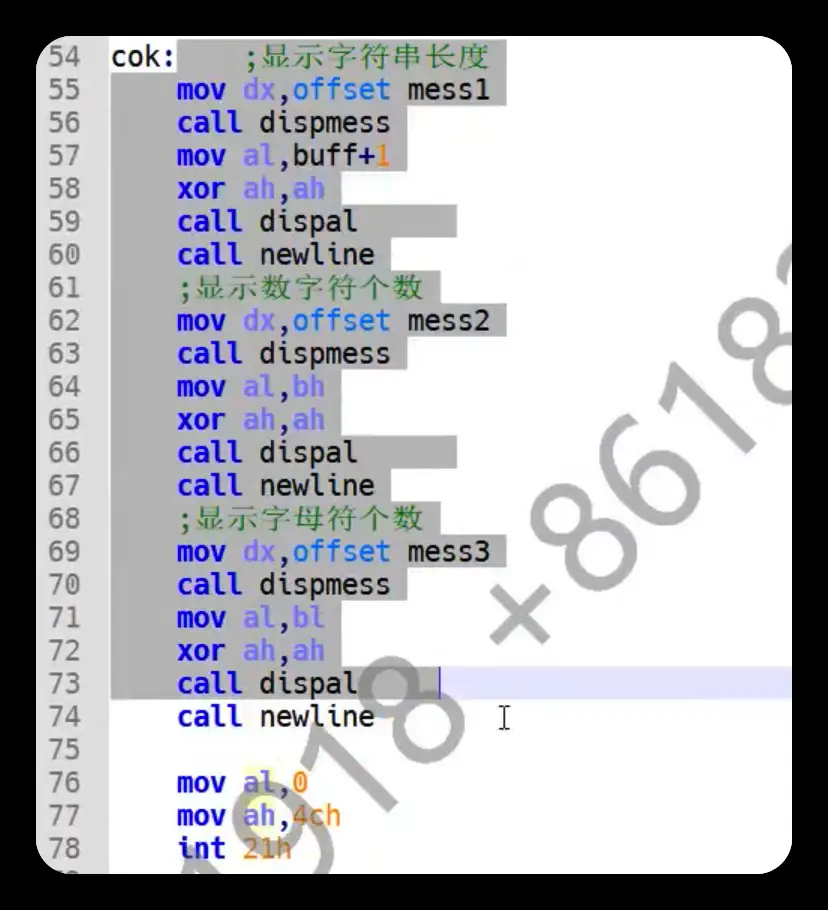 54 cok: ;显示字符串长度
55 mov dx,offset mess1
56 call dispmess
57 mov al,buff+1
58 xor ah,ah
59 call dispal
60 call newline
61 ;显示数字符个数
62 mov dx,offset mess2
63 call dispmess
64 mov al,bh
65 xor ah,ah
66 call dispal
67 call newline
68 ;显示字母符个数
69 mov dx,offset mess3
70 call dispmess
71 mov al,bl
72 xor ah,ah
73 call dispal
74 call newline
75
76 mov al,0
77 mov ah,4ch
78 int 21h
918 +8618